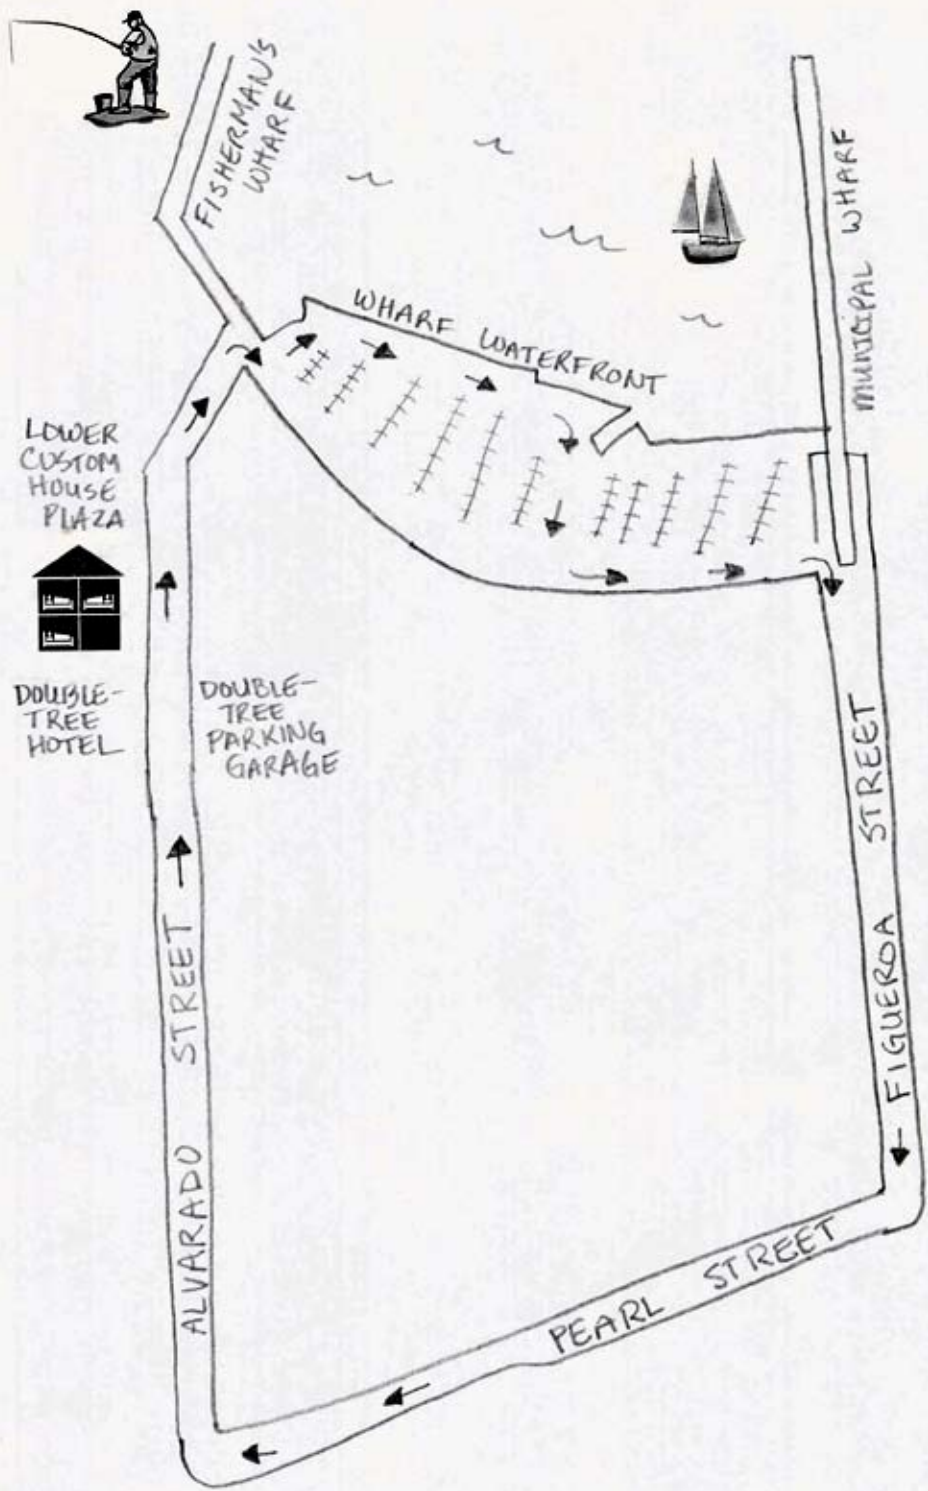 FISHERMAN'S
WHARF
WHARF WATERFRONT
MUNICIPAL WHARF
LOWER
CUSTOM
HOUSE
PLAZA
DOUBLE-
TREE
HOTEL
DOUBLE-
TREE
PARKING
GARAGE
ALVARADO STREET
FIGUEROA STREET
PEARL STREET